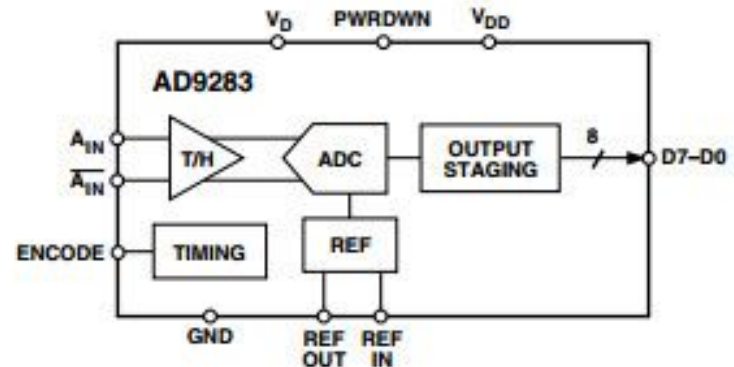 V_D PWRDWN V_DD
AD9283
A_IN
T/H
ADC
OUTPUT
STAGING
8
D7–D0
A̅_I̅N̅
ENCODE
TIMING
REF
GND
REF
OUT
REF
IN